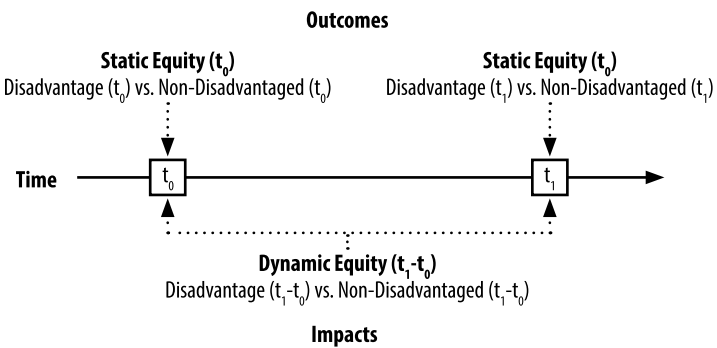 Outcomes
Static Equity (t₀)
Disadvantage (t₀) vs. Non-Disadvantaged (t₀)
Static Equity (t₀)
Disadvantage (t₁) vs. Non-Disadvantaged (t₁)
Time
t₀
t₁
Dynamic Equity (t₁-t₀)
Disadvantage (t₁-t₀) vs. Non-Disadvantaged (t₁-t₀)
Impacts